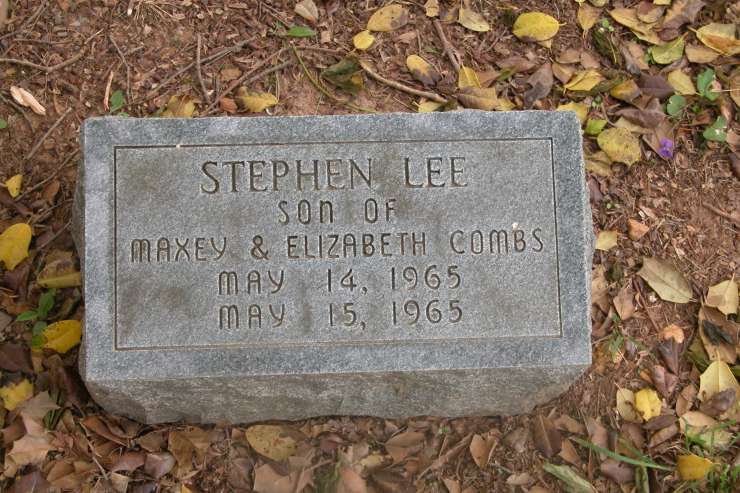 STEPHEN LEE
SON OF
MAXEY & ELIZABETH COMBS
MAY 14, 1965
MAY 15, 1965